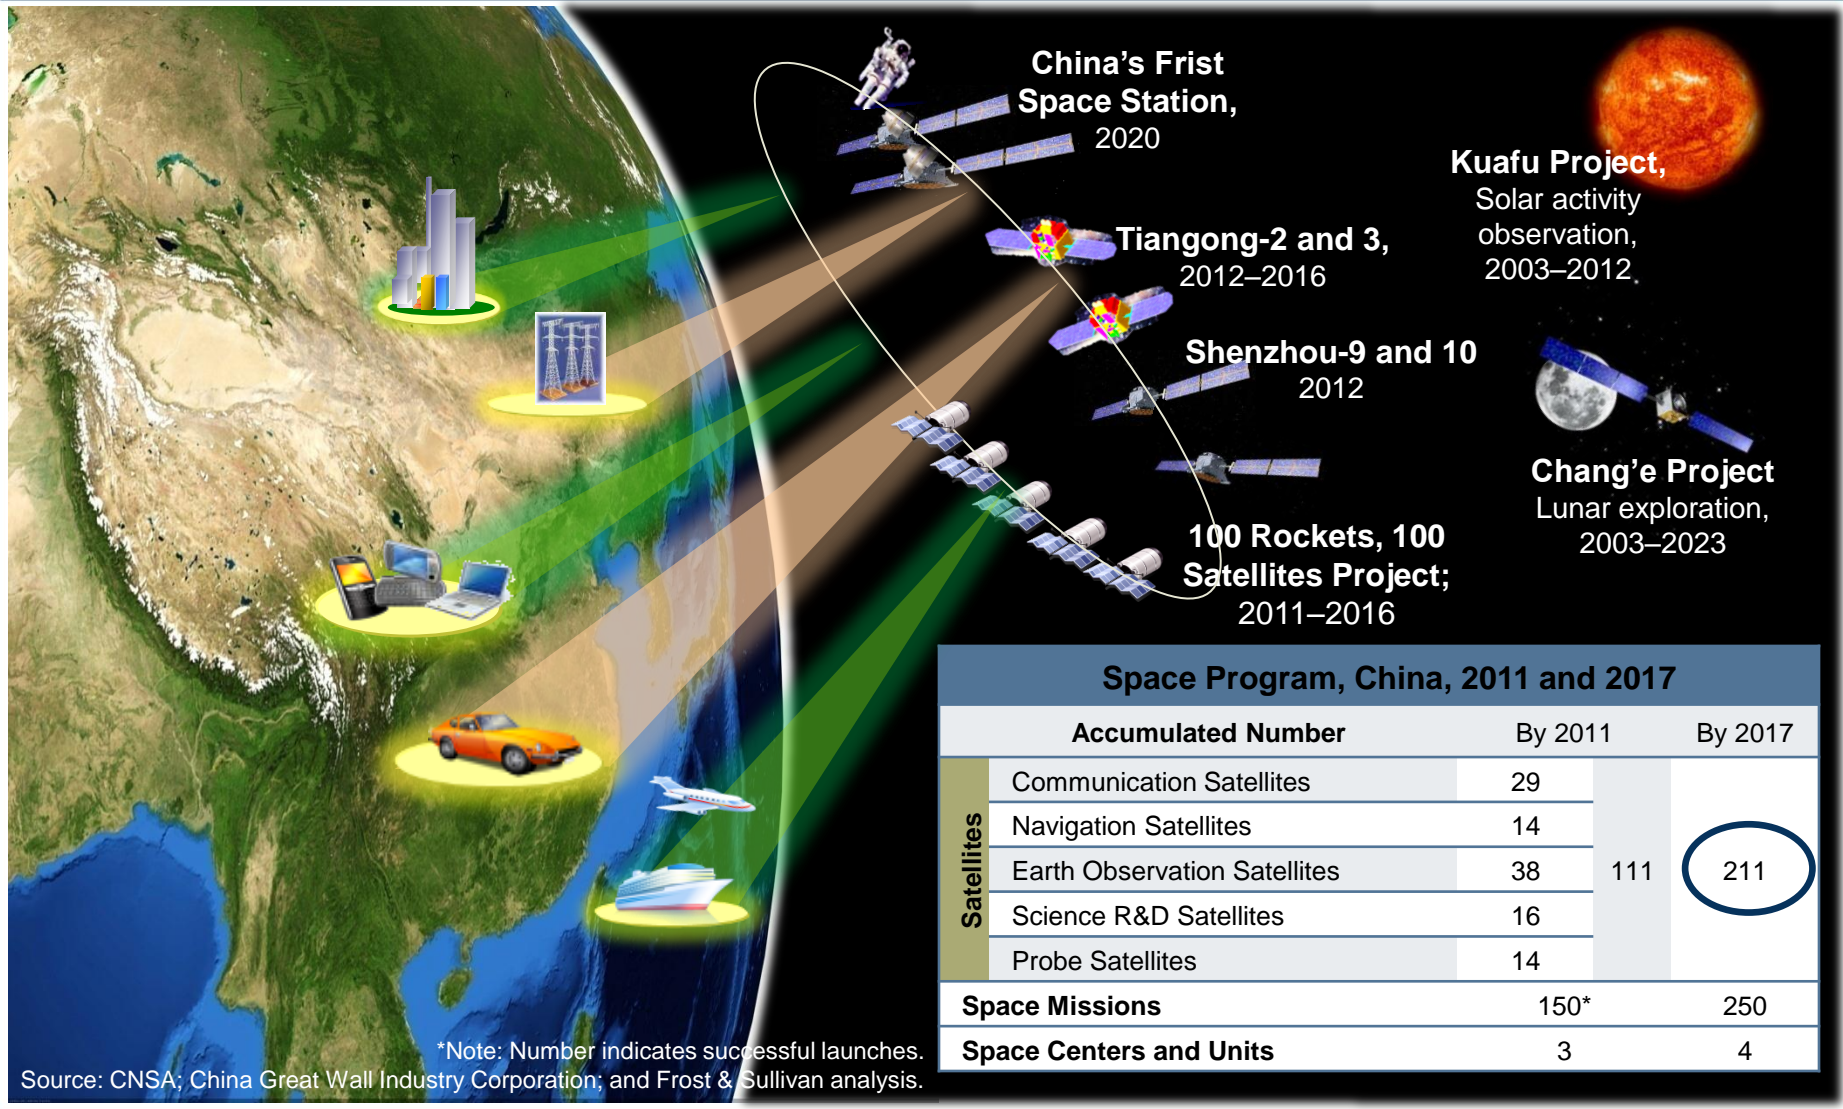 China’s Frist
Space Station,
2020
Kuafu Project,
Solar activity
observation,
2003–2012
Tiangong-2 and 3,
2012–2016
Shenzhou-9 and 10
2012
Chang’e Project
Lunar exploration,
2003–2023
100 Rockets, 100
Satellites Project;
2011–2016
Space Program, China, 2011 and 2017
Accumulated Number By 2011 By 2017
Satellites
Communication Satellites 29
Navigation Satellites 14
Earth Observation Satellites 38 111 211
Science R&D Satellites 16
Probe Satellites 14
Space Missions 150* 250
Space Centers and Units 3 4
*Note: Number indicates successful launches.
Source: CNSA; China Great Wall Industry Corporation; and Frost & Sullivan analysis.